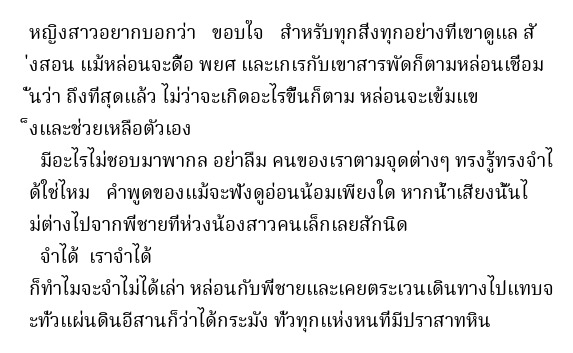 หญิงสาวอยากบอกว่า ขอบใจ สำหรับทุกสิ่งทุกอย่างที่เขาดูแล สั
่งสอน แม้หล่อนจะดื้อ พยศ และเกเรกับเขาสารพัดก็ตามหล่อนเชื่อม
ั่นว่า ถึงที่สุดแล้ว ไม่ว่าจะเกิดอะไรขึ้นก็ตาม หล่อนจะเข้มแข
็งและช่วยเหลือตัวเอง
มีอะไรไม่ชอบมาพากล อย่าลืม คนของเราตามจุดต่างๆ ทรงรู้ทรงจำไ
ด้ใช่ไหม คำพูดของแม้จะฟังดูอ่อนน้อมเพียงใด หากน้ำเสียงนั้นไ
ม่ต่างไปจากพี่ชายที่ห่วงน้องสาวคนเล็กเลยสักนิด
จำได้ เราจำได้
ก็ทำไมจะจำไม่ได้เล่า หล่อนกับพี่ชายและเคยตระเวนเดินทางไปแทบจ
ะทั่วแผ่นดินอีสานก็ว่าได้กระมัง ทั่วทุกแห่งหนที่มีปราสาทหิน